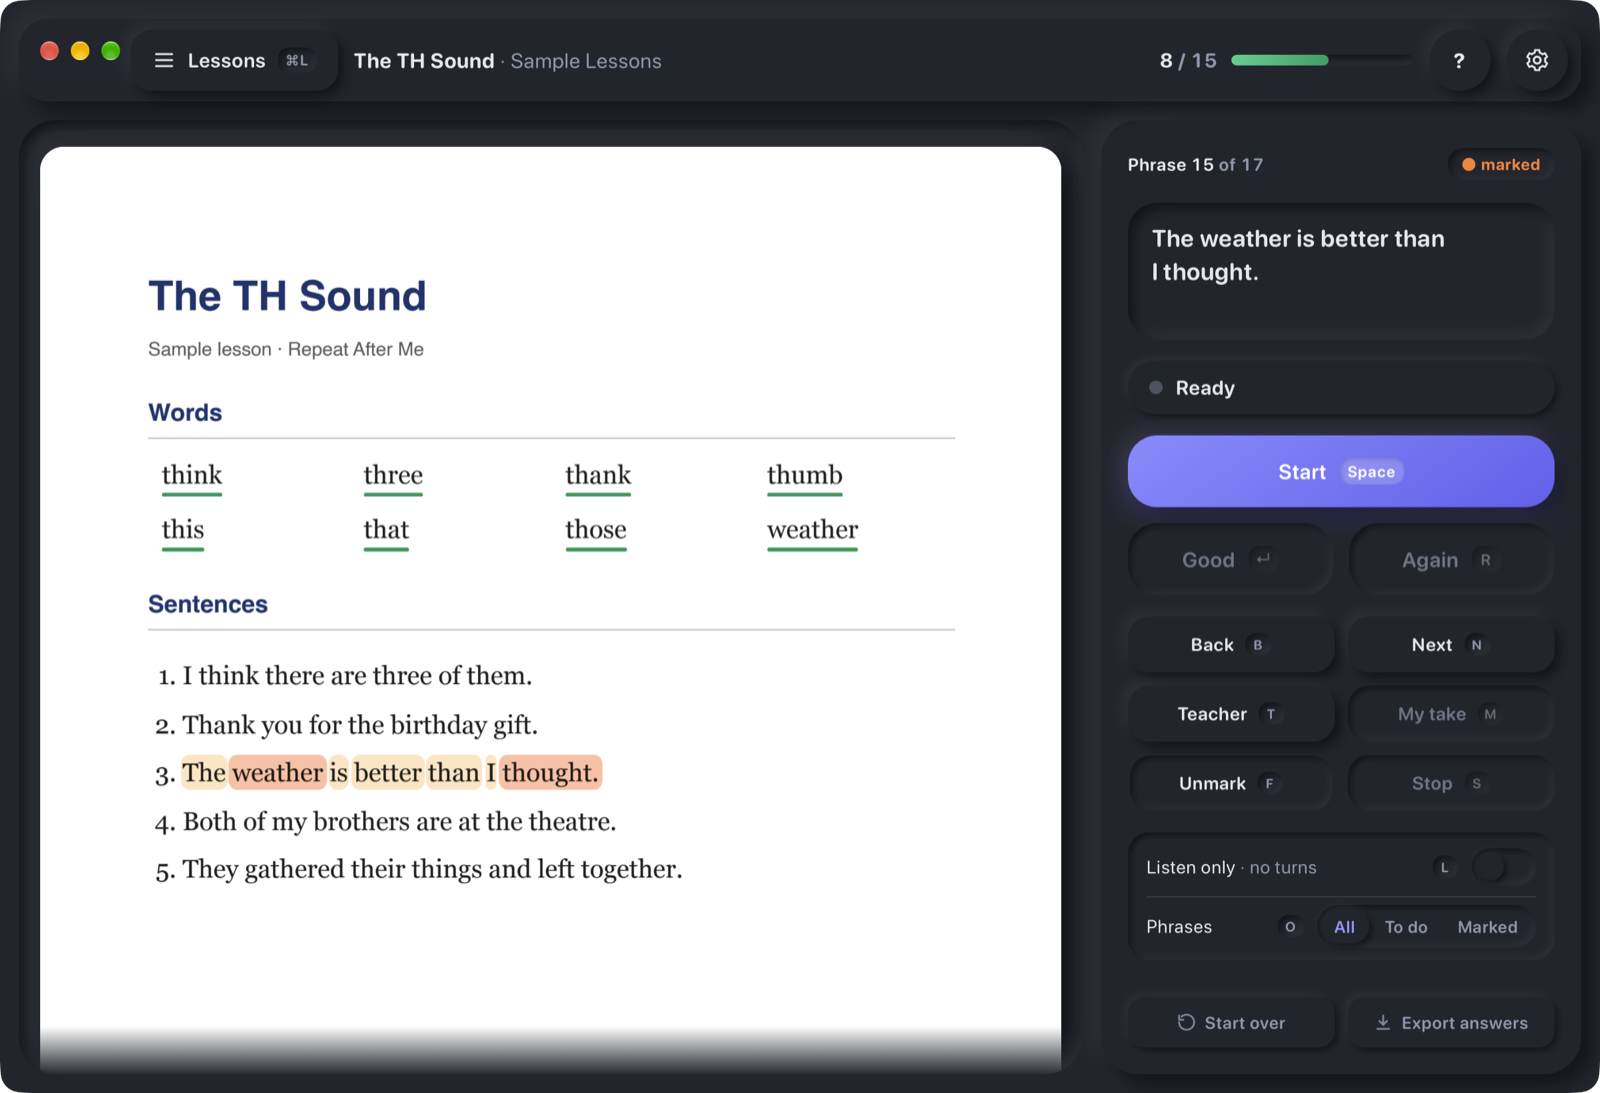 Lessons ⌘L
The TH Sound · Sample Lessons
8 / 15
?
The TH Sound
Sample lesson · Repeat After Me
Words
think three thank thumb
this that those weather
Sentences
1. I think there are three of them.
2. Thank you for the birthday gift.
3. The weather is better than I thought.
4. Both of my brothers are at the theatre.
5. They gathered their things and left together.
Phrase 15 of 17
marked
The weather is better than
I thought.
Ready
Start Space
Good ↵ Again R
Back B Next N
Teacher T My take M
Unmark F Stop S
Listen only · no turns L
Phrases O All To do Marked
Start over Export answers